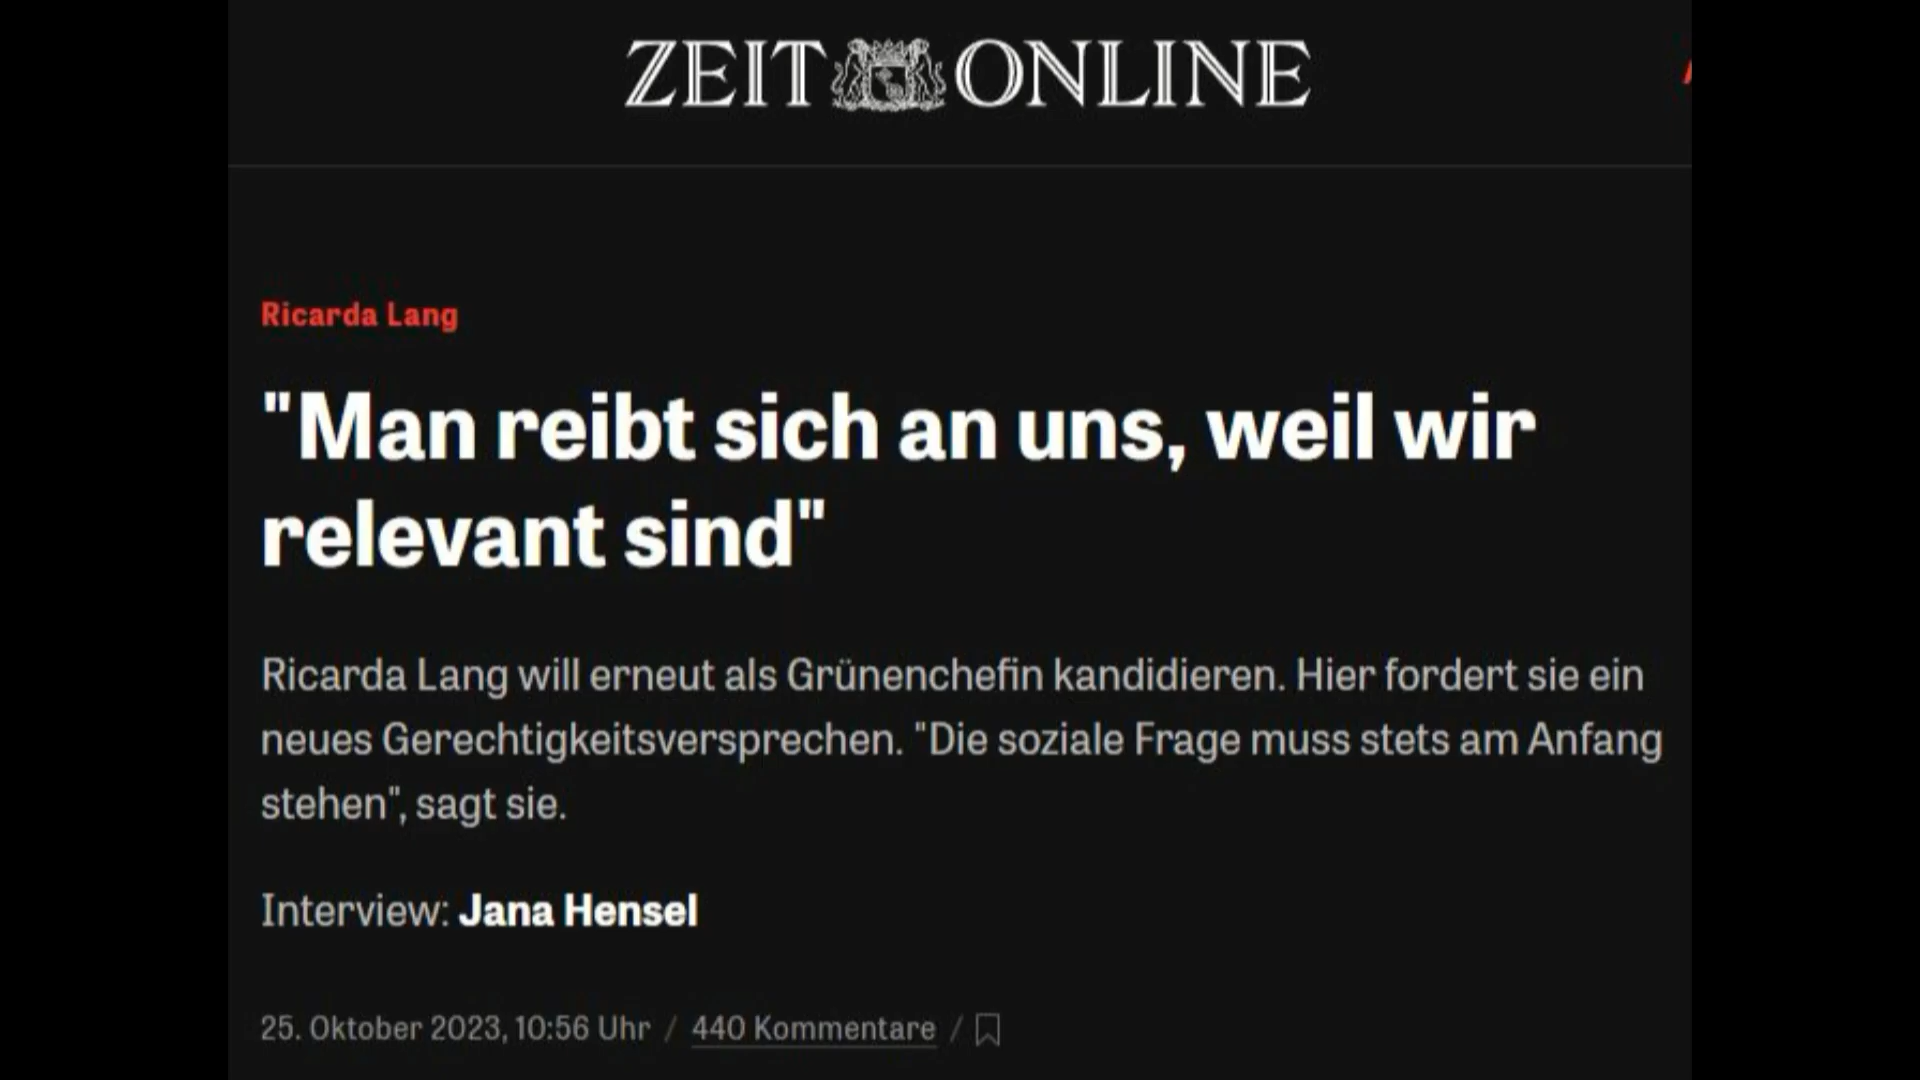 ZEIT ONLINE
Ricarda Lang
"Man reibt sich an uns, weil wir
relevant sind"
Ricarda Lang will erneut als Grünenchefin kandidieren. Hier fordert sie ein
neues Gerechtigkeitsversprechen. "Die soziale Frage muss stets am Anfang
stehen", sagt sie.
Interview: Jana Hensel
25. Oktober 2023, 10:56 Uhr / 440 Kommentare /